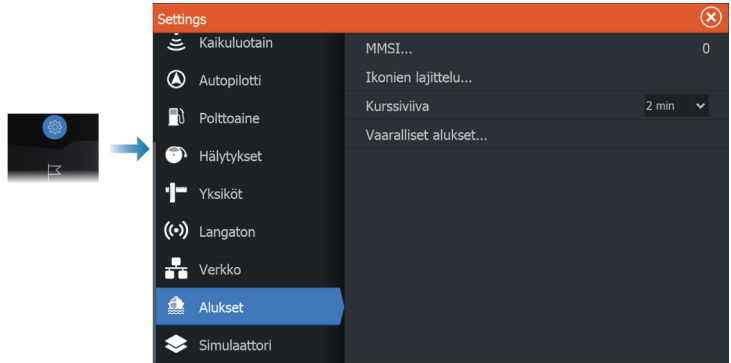 Settings
Kaikuluotain
Autopilotti
Polttoaine
Hälytykset
Yksiköt
Langaton
Verkko
Alukset
Simulaattori
MMSI... 0
Ikonien lajittelu...
Kurssiviiva 2 min
Vaaralliset alukset...